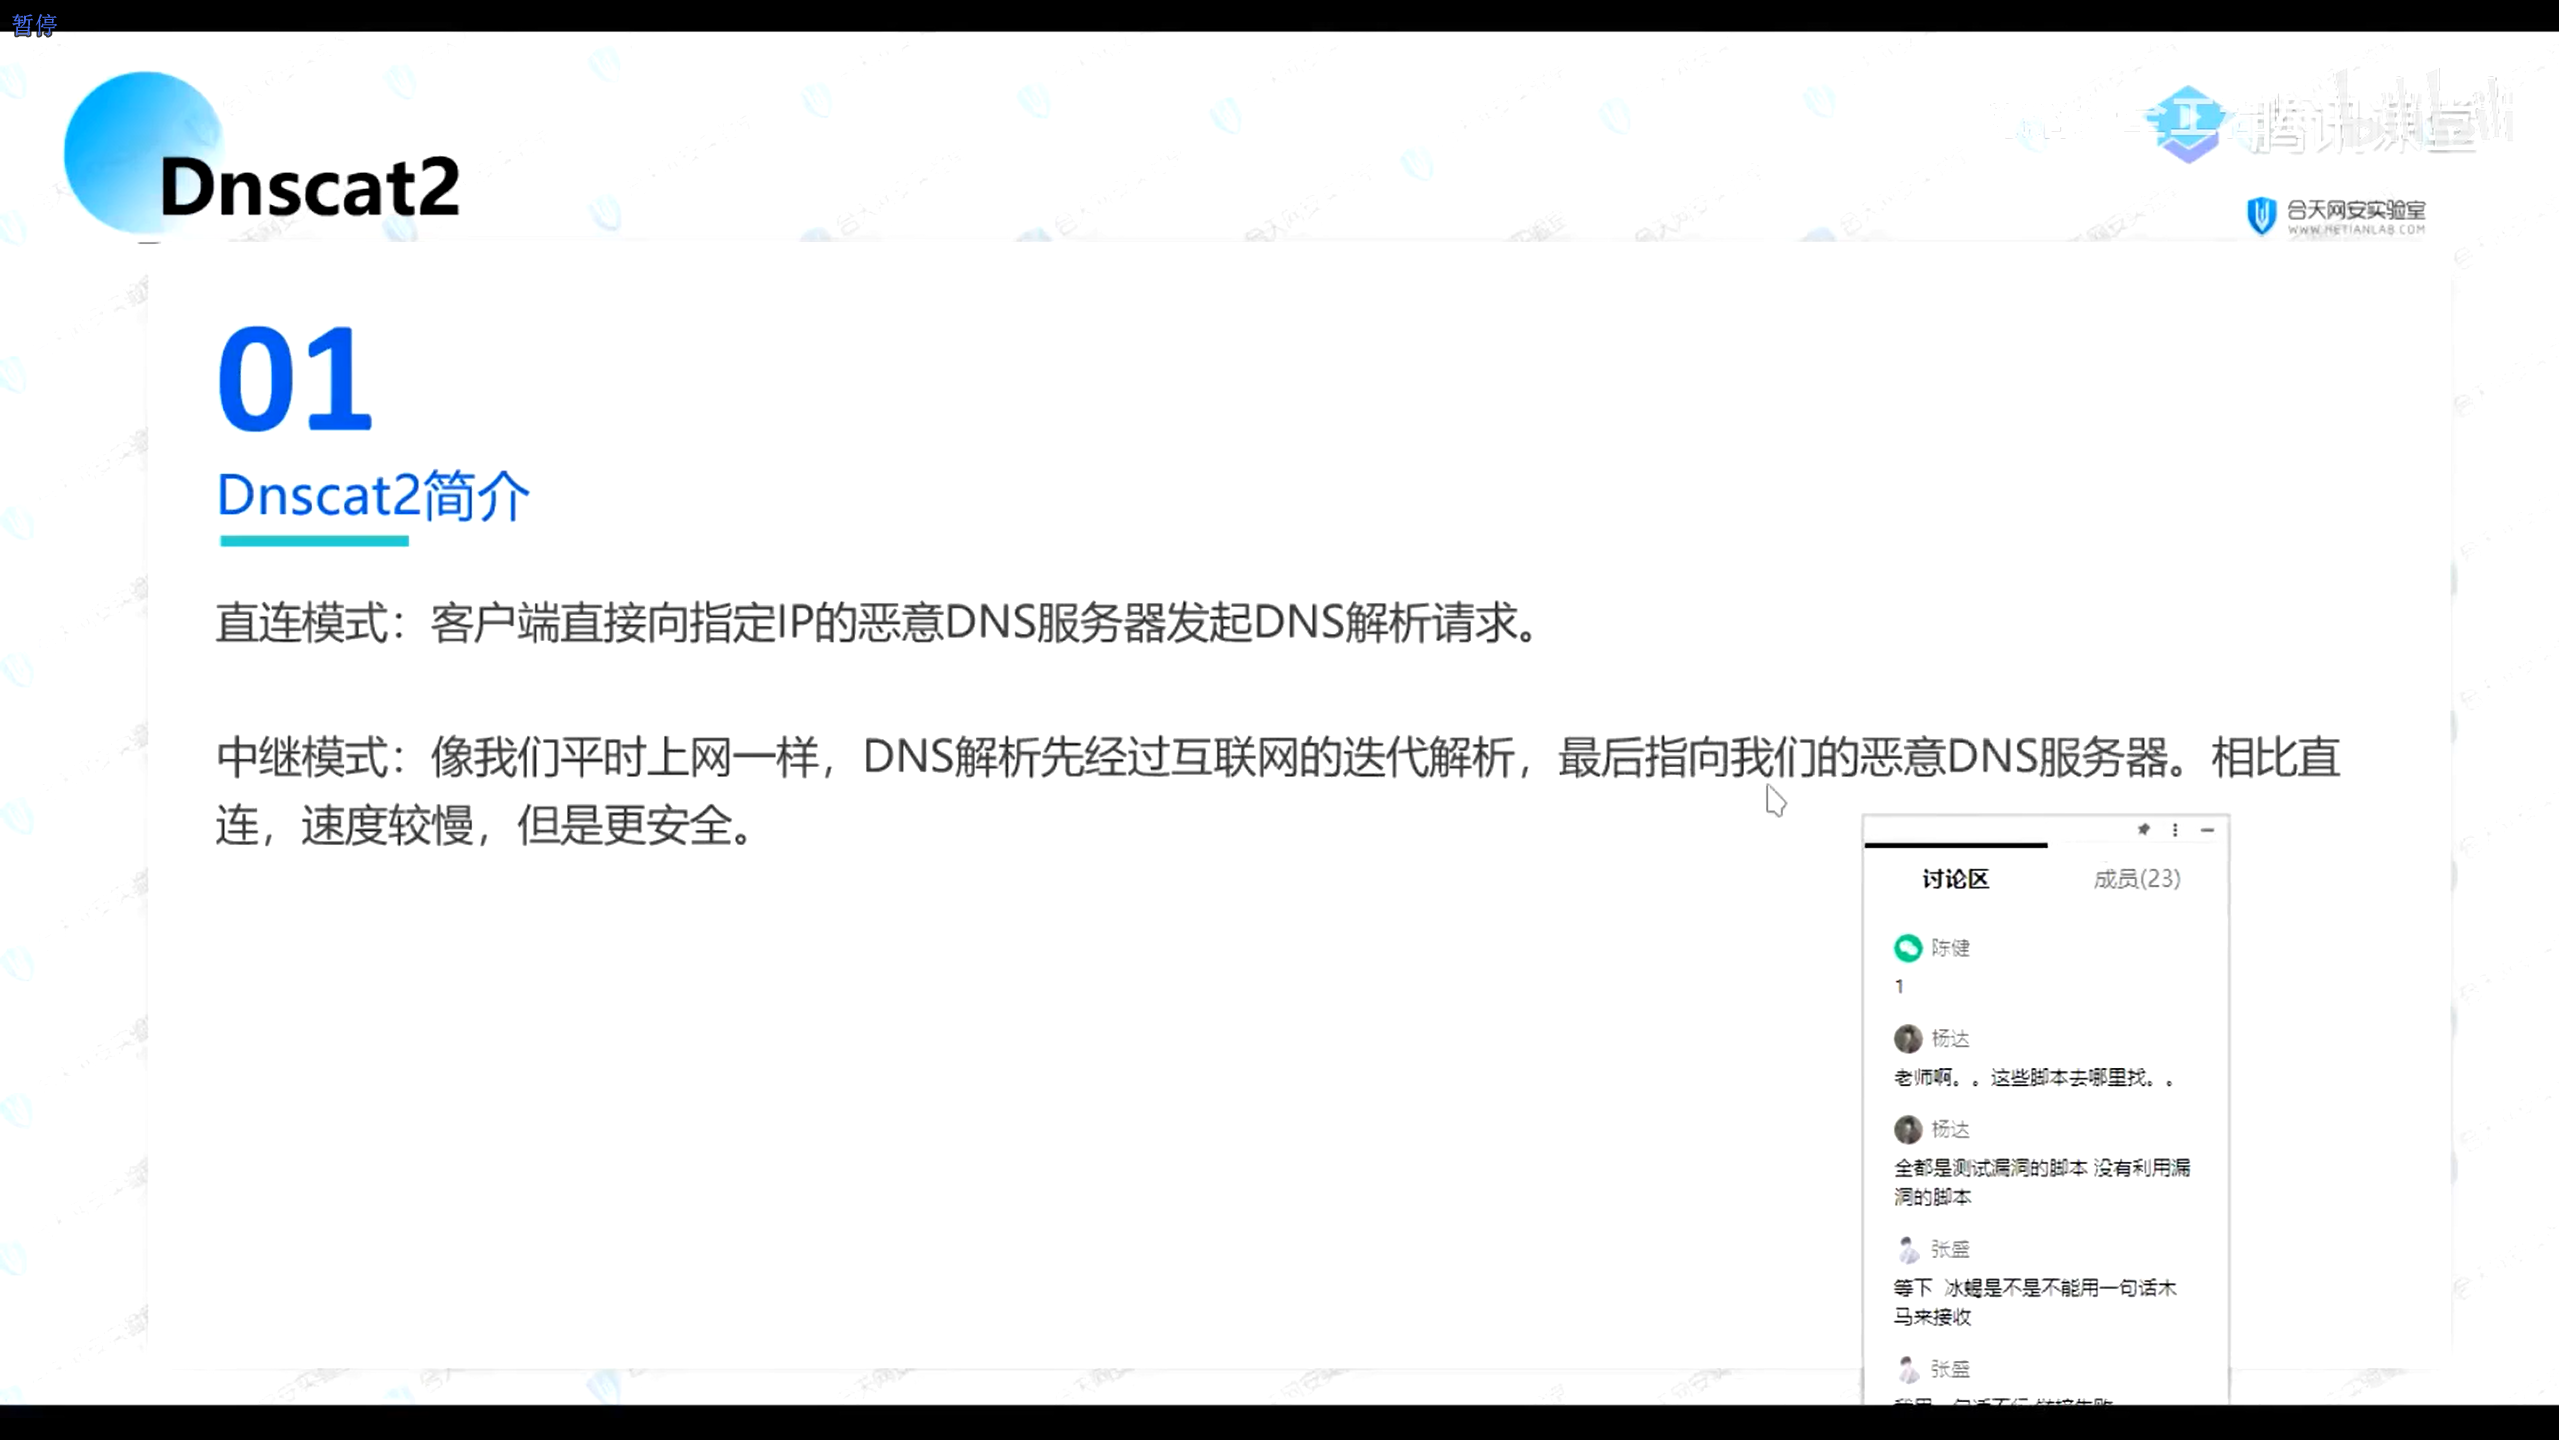 暂停
Dnscat2
腾讯课堂
合天网安实验室
WWW.HETIANLAB.COM
01
Dnscat2简介
直连模式：客户端直接向指定IP的恶意DNS服务器发起DNS解析请求。
中继模式：像我们平时上网一样，DNS解析先经过互联网的迭代解析，最后指向我们的恶意DNS服务器。相比直
连，速度较慢，但是更安全。
讨论区 成员(23)
陈健
1
杨达
老师啊。。这些脚本去哪里找。。
杨达
全都是测试漏洞的脚本 没有利用漏
洞的脚本
张盛
等下 冰蝎是不是不能用一句话木
马来接收
张盛